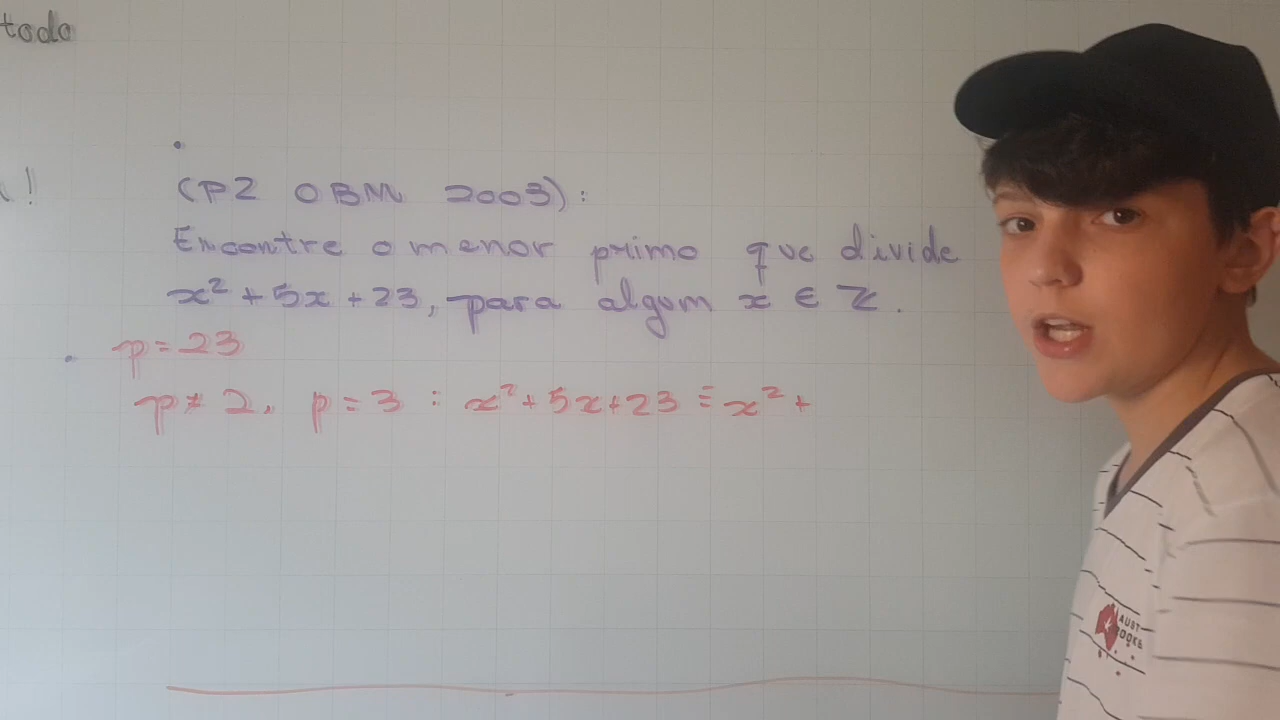 todo
!
(P2 OBM 2003):
Encontre o menor primo que divide
x² + 5x + 23, para algum x ∈ ℤ.
p = 23
p ≠ 2, p = 3 : x² + 5x + 23 ≡ x² +